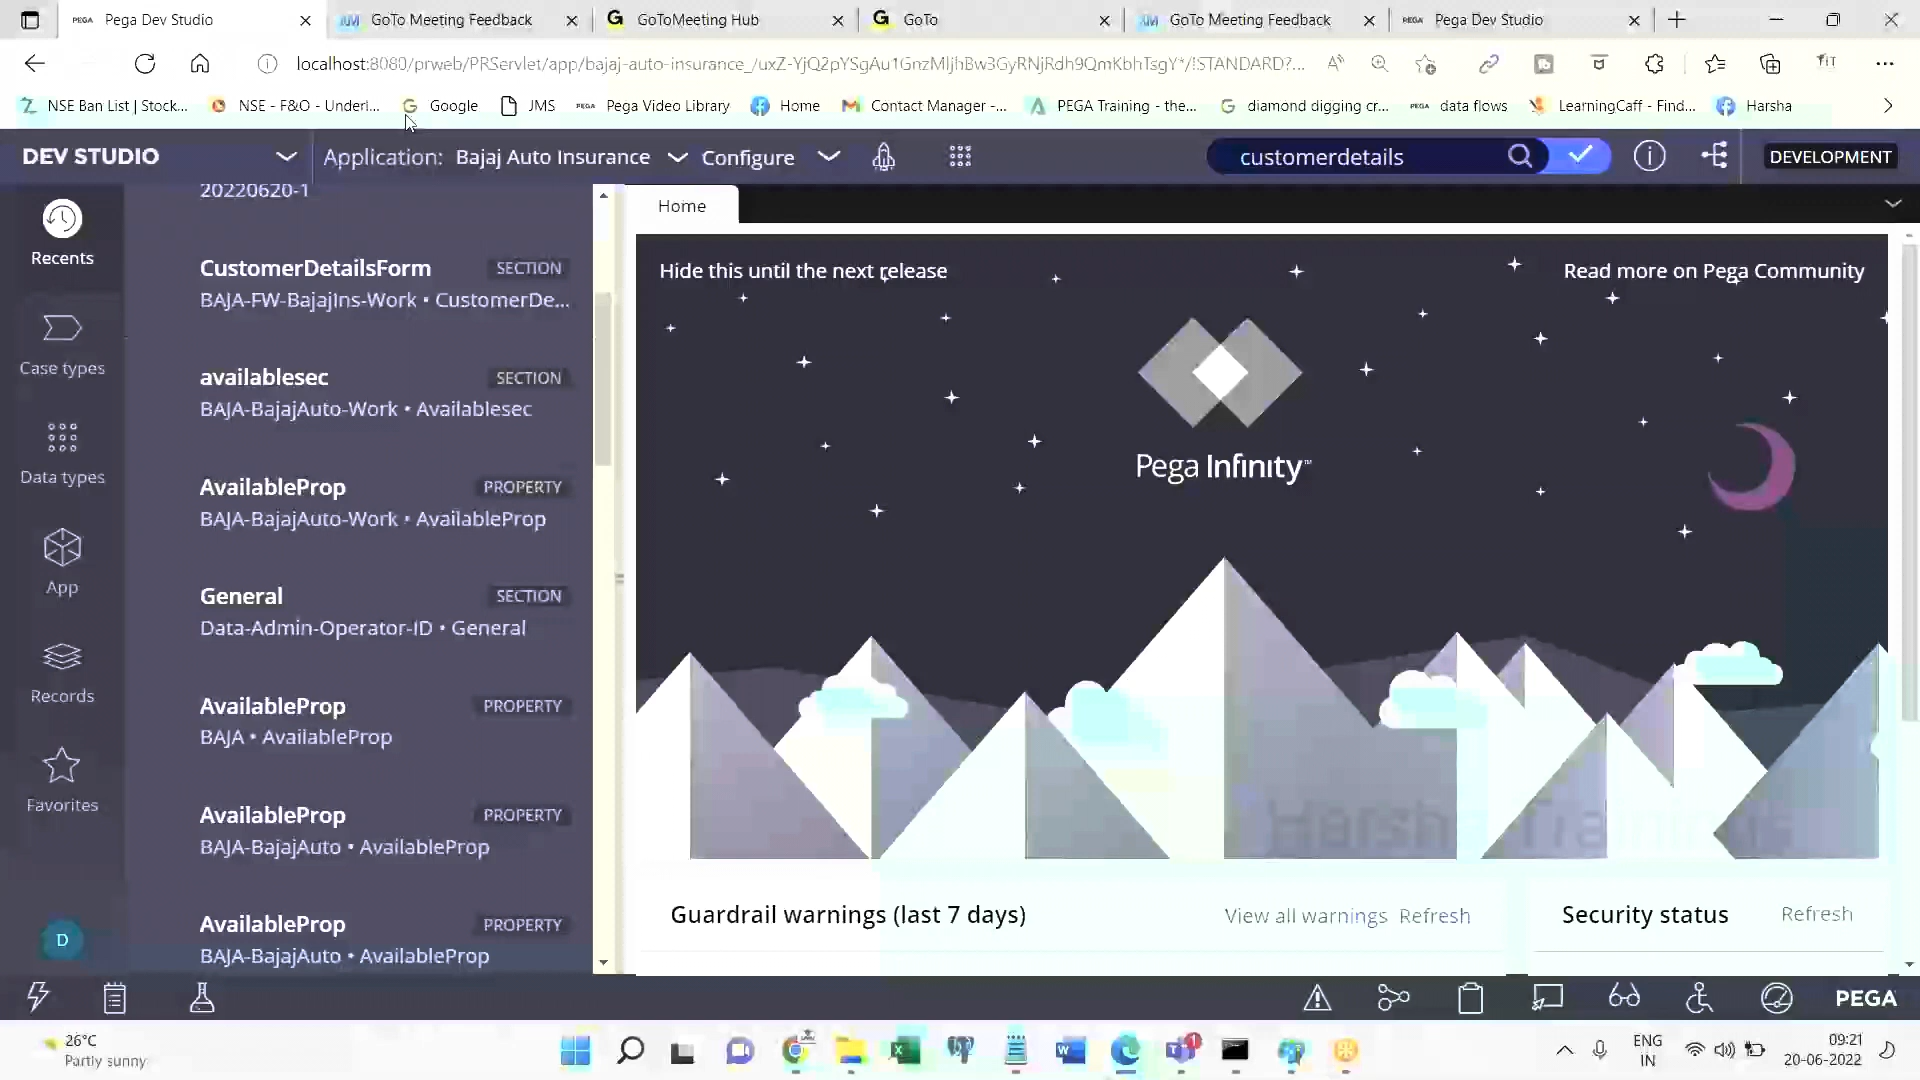 PEGA Pega Dev Studio
GoTo Meeting Feedback
GoToMeeting Hub
GoTo
GoTo Meeting Feedback
PEGA Pega Dev Studio
localhost:8080/prweb/PRServlet/app/bajaj-auto-insurance_/uxZ-YjQ2pYSgAu1GnzMljhBw3GyRNjRdh9QmKbhTsgY*/!STANDARD?...
NSE Ban List | Stock...
NSE - F&O - Underl...
Google
JMS
PEGA Pega Video Library
Home
Contact Manager -...
PEGA Training - the...
diamond digging cr...
PEGA data flows
LearningCaff - Find...
Harsha
DEV STUDIO
Application: Bajaj Auto Insurance
Configure
customerdetails
DEVELOPMENT
Recents
Case types
Data types
App
Records
Favorites
D
20220620-1
CustomerDetailsForm SECTION
BAJA-FW-BajajIns-Work • CustomerDe...
availablesec SECTION
BAJA-BajajAuto-Work • Availablesec
AvailableProp PROPERTY
BAJA-BajajAuto-Work • AvailableProp
General SECTION
Data-Admin-Operator-ID • General
AvailableProp PROPERTY
BAJA • AvailableProp
AvailableProp PROPERTY
BAJA-BajajAuto • AvailableProp
AvailableProp PROPERTY
BAJA-BajajAuto • AvailableProp
Home
Hide this until the next release
Read more on Pega Community
Pega Infinity™
Harsha Trainings
Guardrail warnings (last 7 days)
View all warnings Refresh
Security status
Refresh
PEGA
26°C
Partly sunny
1
ENG
IN
09:21
20-06-2022